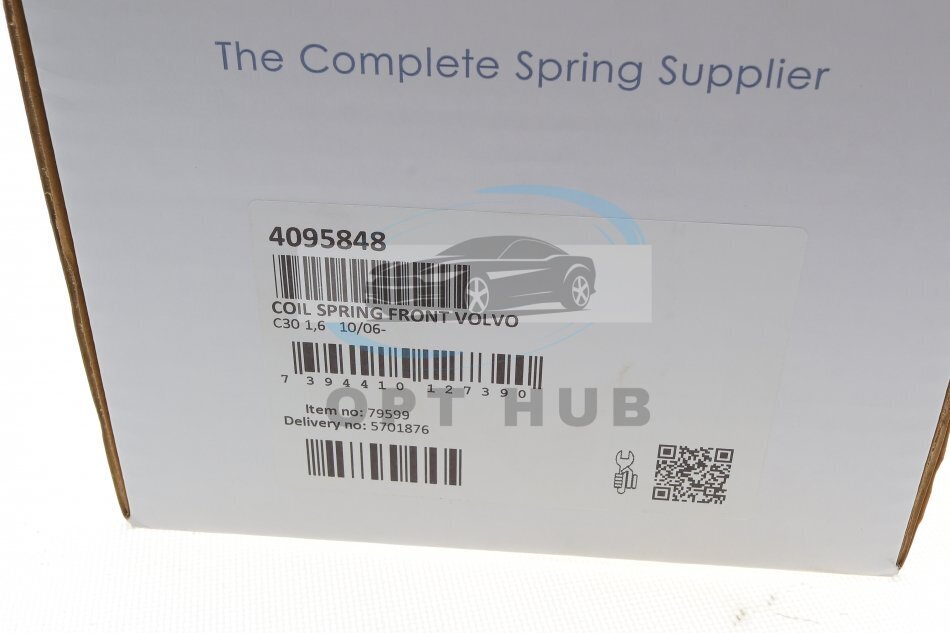 The Complete Spring Supplier
4095848
COIL SPRING FRONT VOLVO
C30 1,6 10/06-
7 394410 127390
OPT HUB
Item no: 79599
Delivery no: 5701876